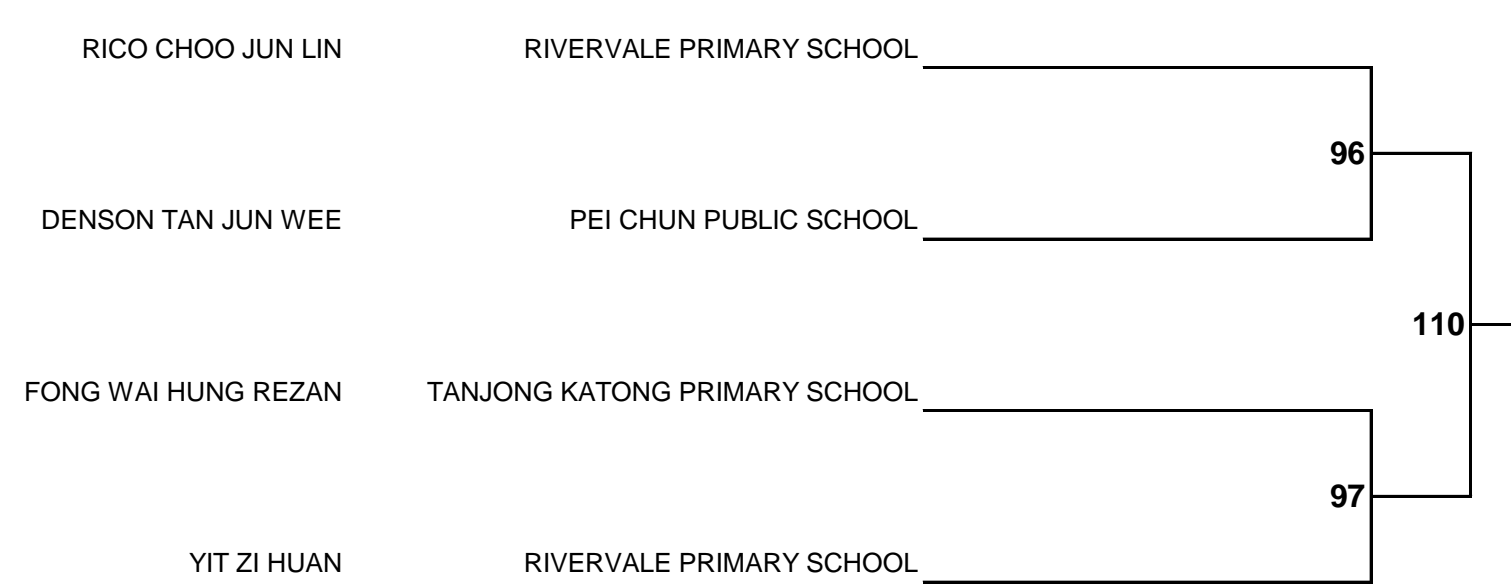 RICO CHOO JUN LIN RIVERVALE PRIMARY SCHOOL
96
DENSON TAN JUN WEE PEI CHUN PUBLIC SCHOOL
110
FONG WAI HUNG REZAN TANJONG KATONG PRIMARY SCHOOL
97
YIT ZI HUAN RIVERVALE PRIMARY SCHOOL